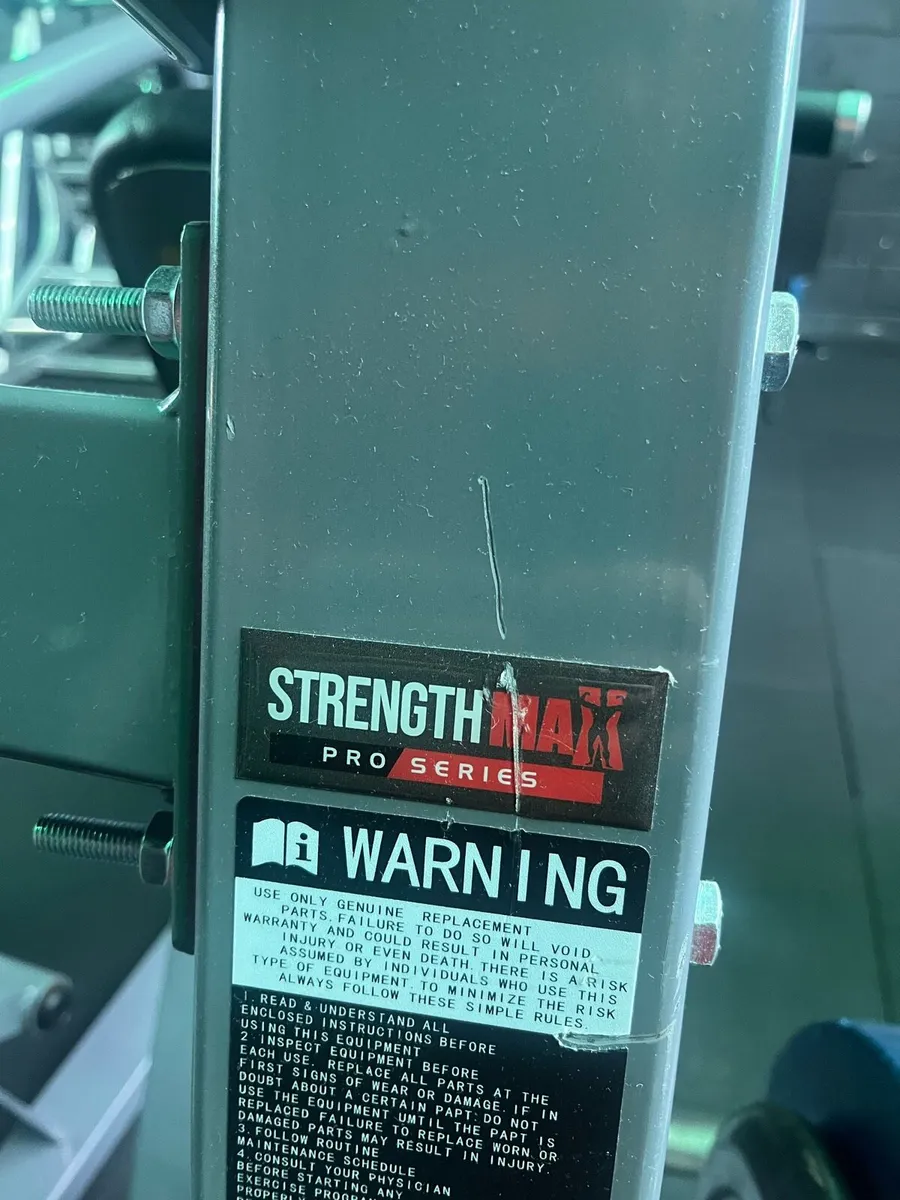 STRENGTHMAX
PRO SERIES
WARNING
USE ONLY GENUINE REPLACEMENT
PARTS. FAILURE TO DO SO WILL VOID
WARRANTY AND COULD RESULT IN PERSONAL
INJURY OR EVEN DEATH. THERE IS A RISK
ASSUMED BY INDIVIDUALS WHO USE THIS
TYPE OF EQUIPMENT. TO MINIMIZE THE RISK
ALWAYS FOLLOW THESE SIMPLE RULES.
1. READ & UNDERSTAND ALL
ENCLOSED INSTRUCTIONS BEFORE
USING THIS EQUIPMENT
2. INSPECT EQUIPMENT BEFORE
EACH USE. REPLACE ALL PARTS AT THE
FIRST SIGNS OF WEAR OR DAMAGE. IF IN
DOUBT ABOUT A CERTAIN PAPT: DO NOT
USE THE EQUIPMENT UMTIL THE PAPT IS
REPLACED FAILURE TO REPLACE WORN OR
DAMAGED PARTS MAY RESULT IN INJURY.
3. FOLLOW ROUTINE
MAINTENANCE SCHEDULE
4. CONSULT YOUR PHYSICIAN
BEFORE STARTING ANY
EXERCISE PROGRAM